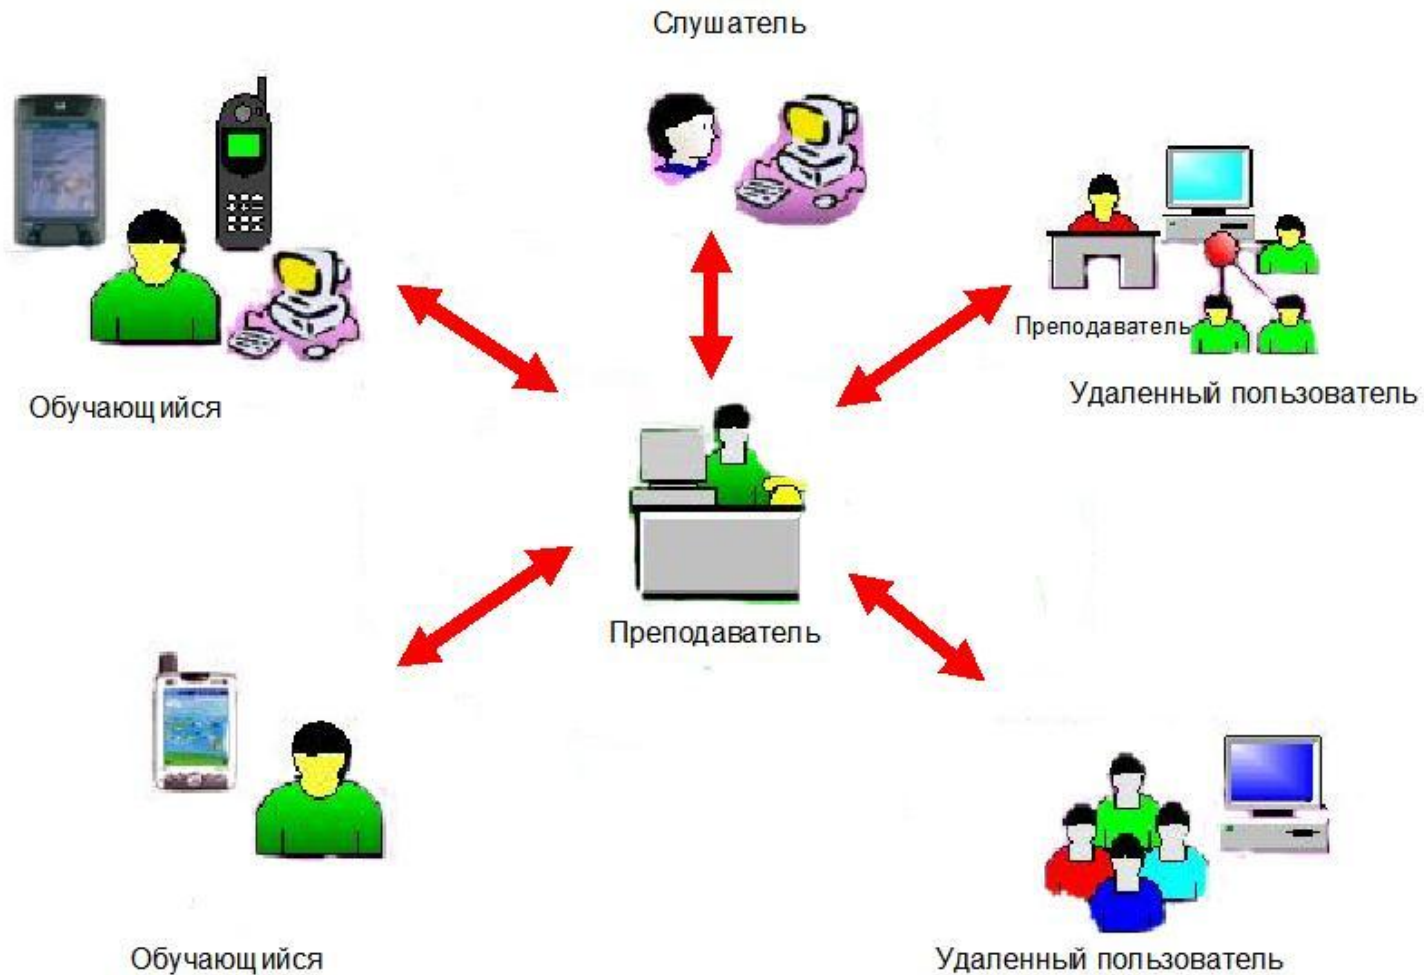 Слушатель
Преподаватель
Удаленный пользователь
Обучающийся
Преподаватель
Обучающийся
Удаленный пользователь